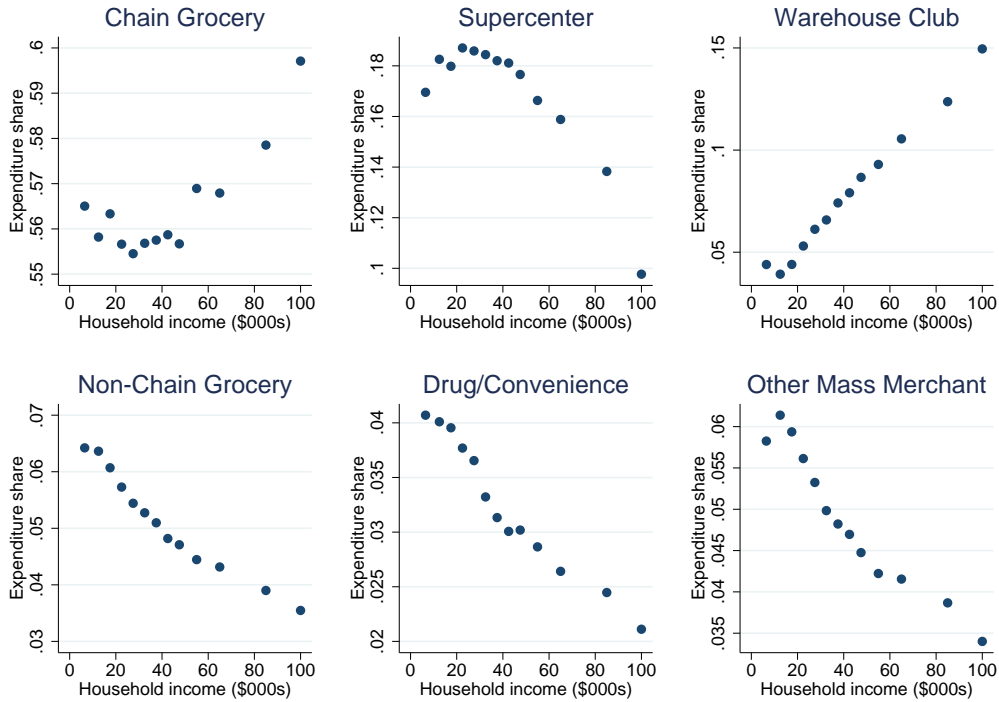 Chain Grocery
Expenditure share
.6
.59
.58
.57
.56
.55
0 20 40 60 80 100
Household income ($000s)
Supercenter
Expenditure share
.18
.16
.14
.12
.1
0 20 40 60 80 100
Household income ($000s)
Warehouse Club
Expenditure share
.15
.1
.05
0 20 40 60 80 100
Household income ($000s)
Non-Chain Grocery
Expenditure share
.07
.06
.05
.04
.03
0 20 40 60 80 100
Household income ($000s)
Drug/Convenience
Expenditure share
.04
.035
.03
.025
.02
0 20 40 60 80 100
Household income ($000s)
Other Mass Merchant
Expenditure share
.06
.055
.05
.045
.04
.035
0 20 40 60 80 100
Household income ($000s)